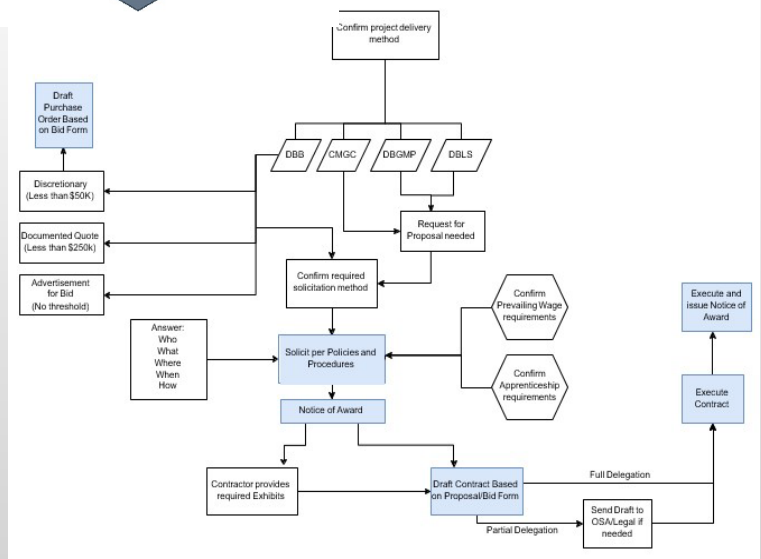 Confirm project delivery
method
Draft
Purchase
Order Based
on Bid Form
DBB
CMGC
DBGMP
DBLS
Discretionary
(Less than $50K)
Documented Quote
(Less than $250k)
Advertisement
for Bid
(No threshold)
Request for
Proposal needed
Confirm required
solicitation method
Confirm
Prevailing Wage
requirements
Execute and
issue Notice of
Award
Answer:
Who
What
Where
When
How
Solicit per Policies and
Procedures
Confirm
Apprenticeship
requirements
Execute
Contract
Notice of Award
Contractor provides
required Exhibits
Draft Contract Based
on Proposal/Bid Form
Full Delegation
Partial Delegation
Send Draft to
OSA/Legal if
needed